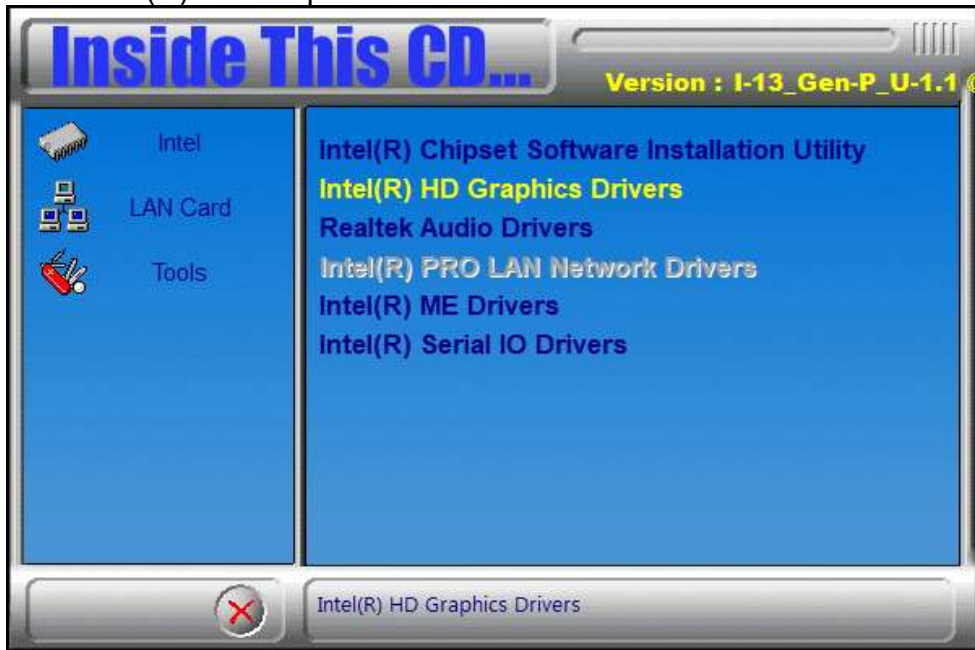 Inside This CD...
Version : I-13_Gen-P_U-1.1
Intel
LAN Card
Tools
Intel(R) Chipset Software Installation Utility
Intel(R) HD Graphics Drivers
Realtek Audio Drivers
Intel(R) PRO LAN Network Drivers
Intel(R) ME Drivers
Intel(R) Serial IO Drivers
Intel(R) HD Graphics Drivers